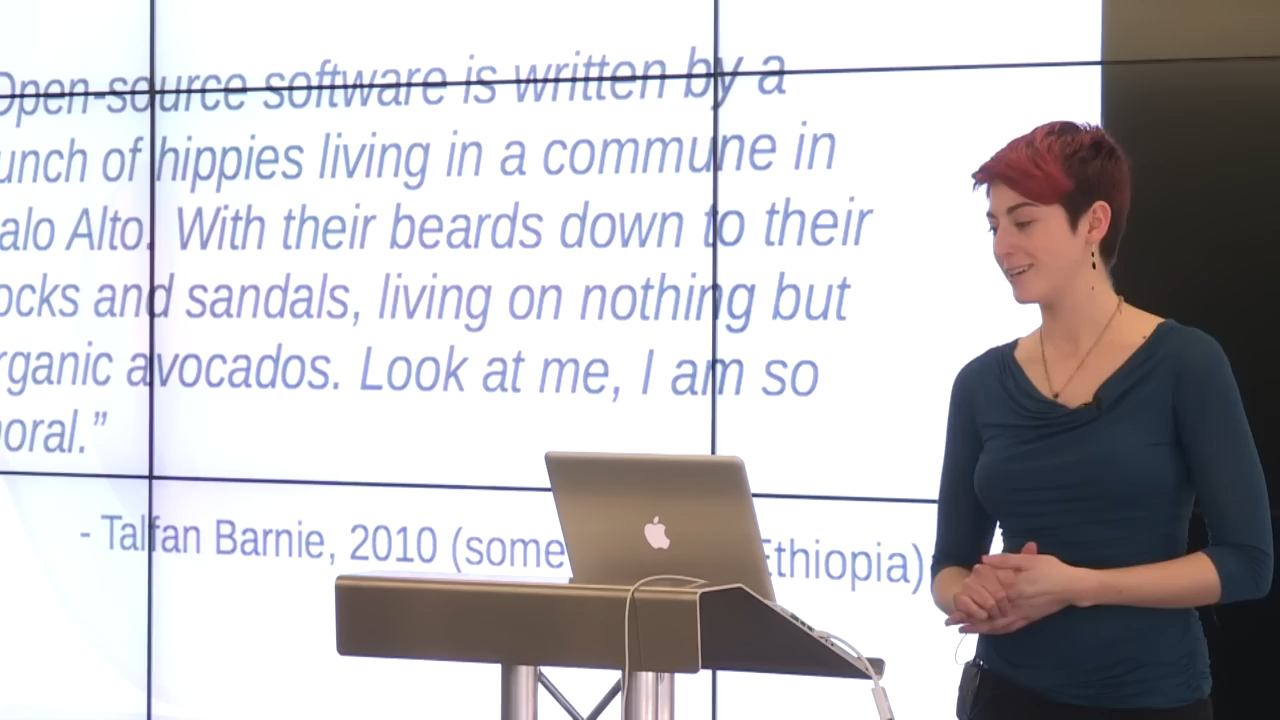 Open-source software is written by a
unch of hippies living in a commune in
alo Alto. With their beards down to their
ocks and sandals, living on nothing but
rganic avocados. Look at me, I am so
oral.”
- Talfan Barnie, 2010 (some Ethiopia)